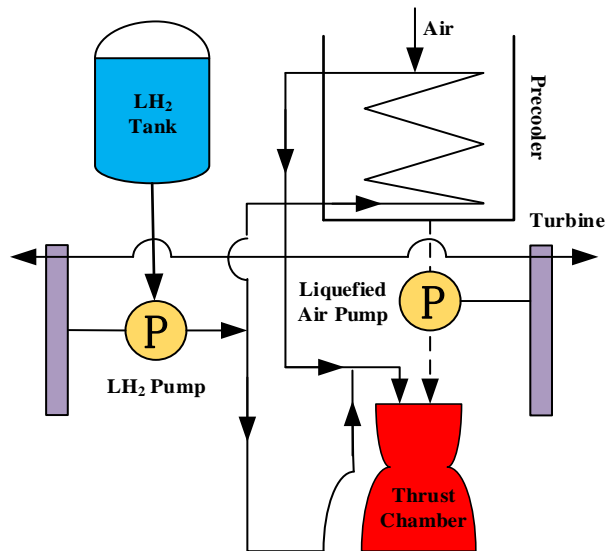 Air
LH₂
Tank
Precooler
Turbine
Liquefied
Air Pump
P
P
LH₂ Pump
Thrust
Chamber